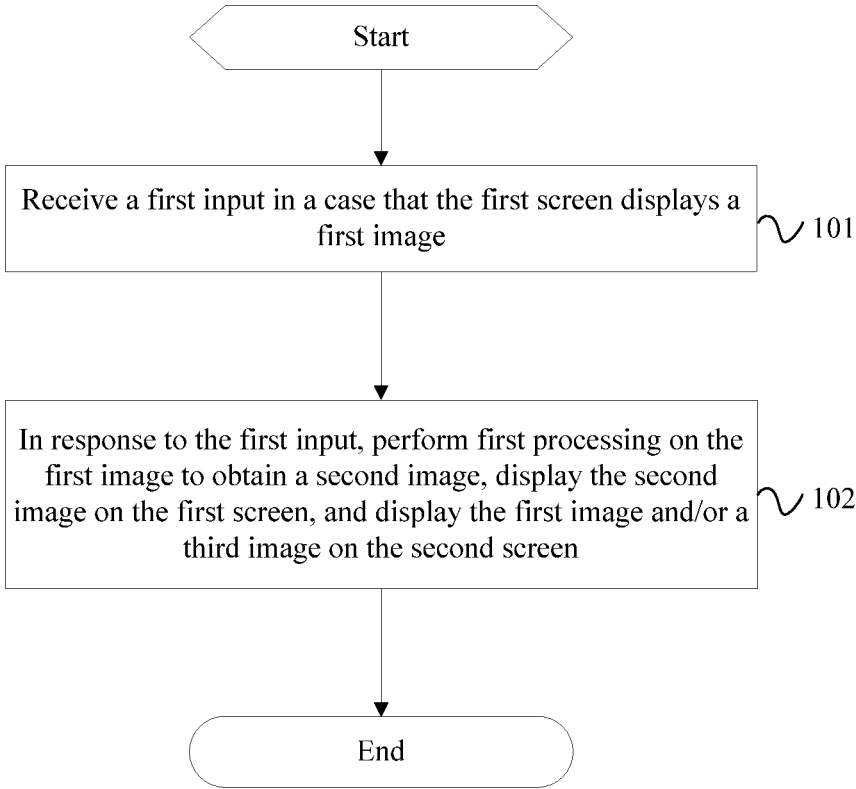 Start
Receive a first input in a case that the first screen displays a
first image
101
In response to the first input, perform first processing on the
first image to obtain a second image, display the second
image on the first screen, and display the first image and/or a
third image on the second screen
102
End